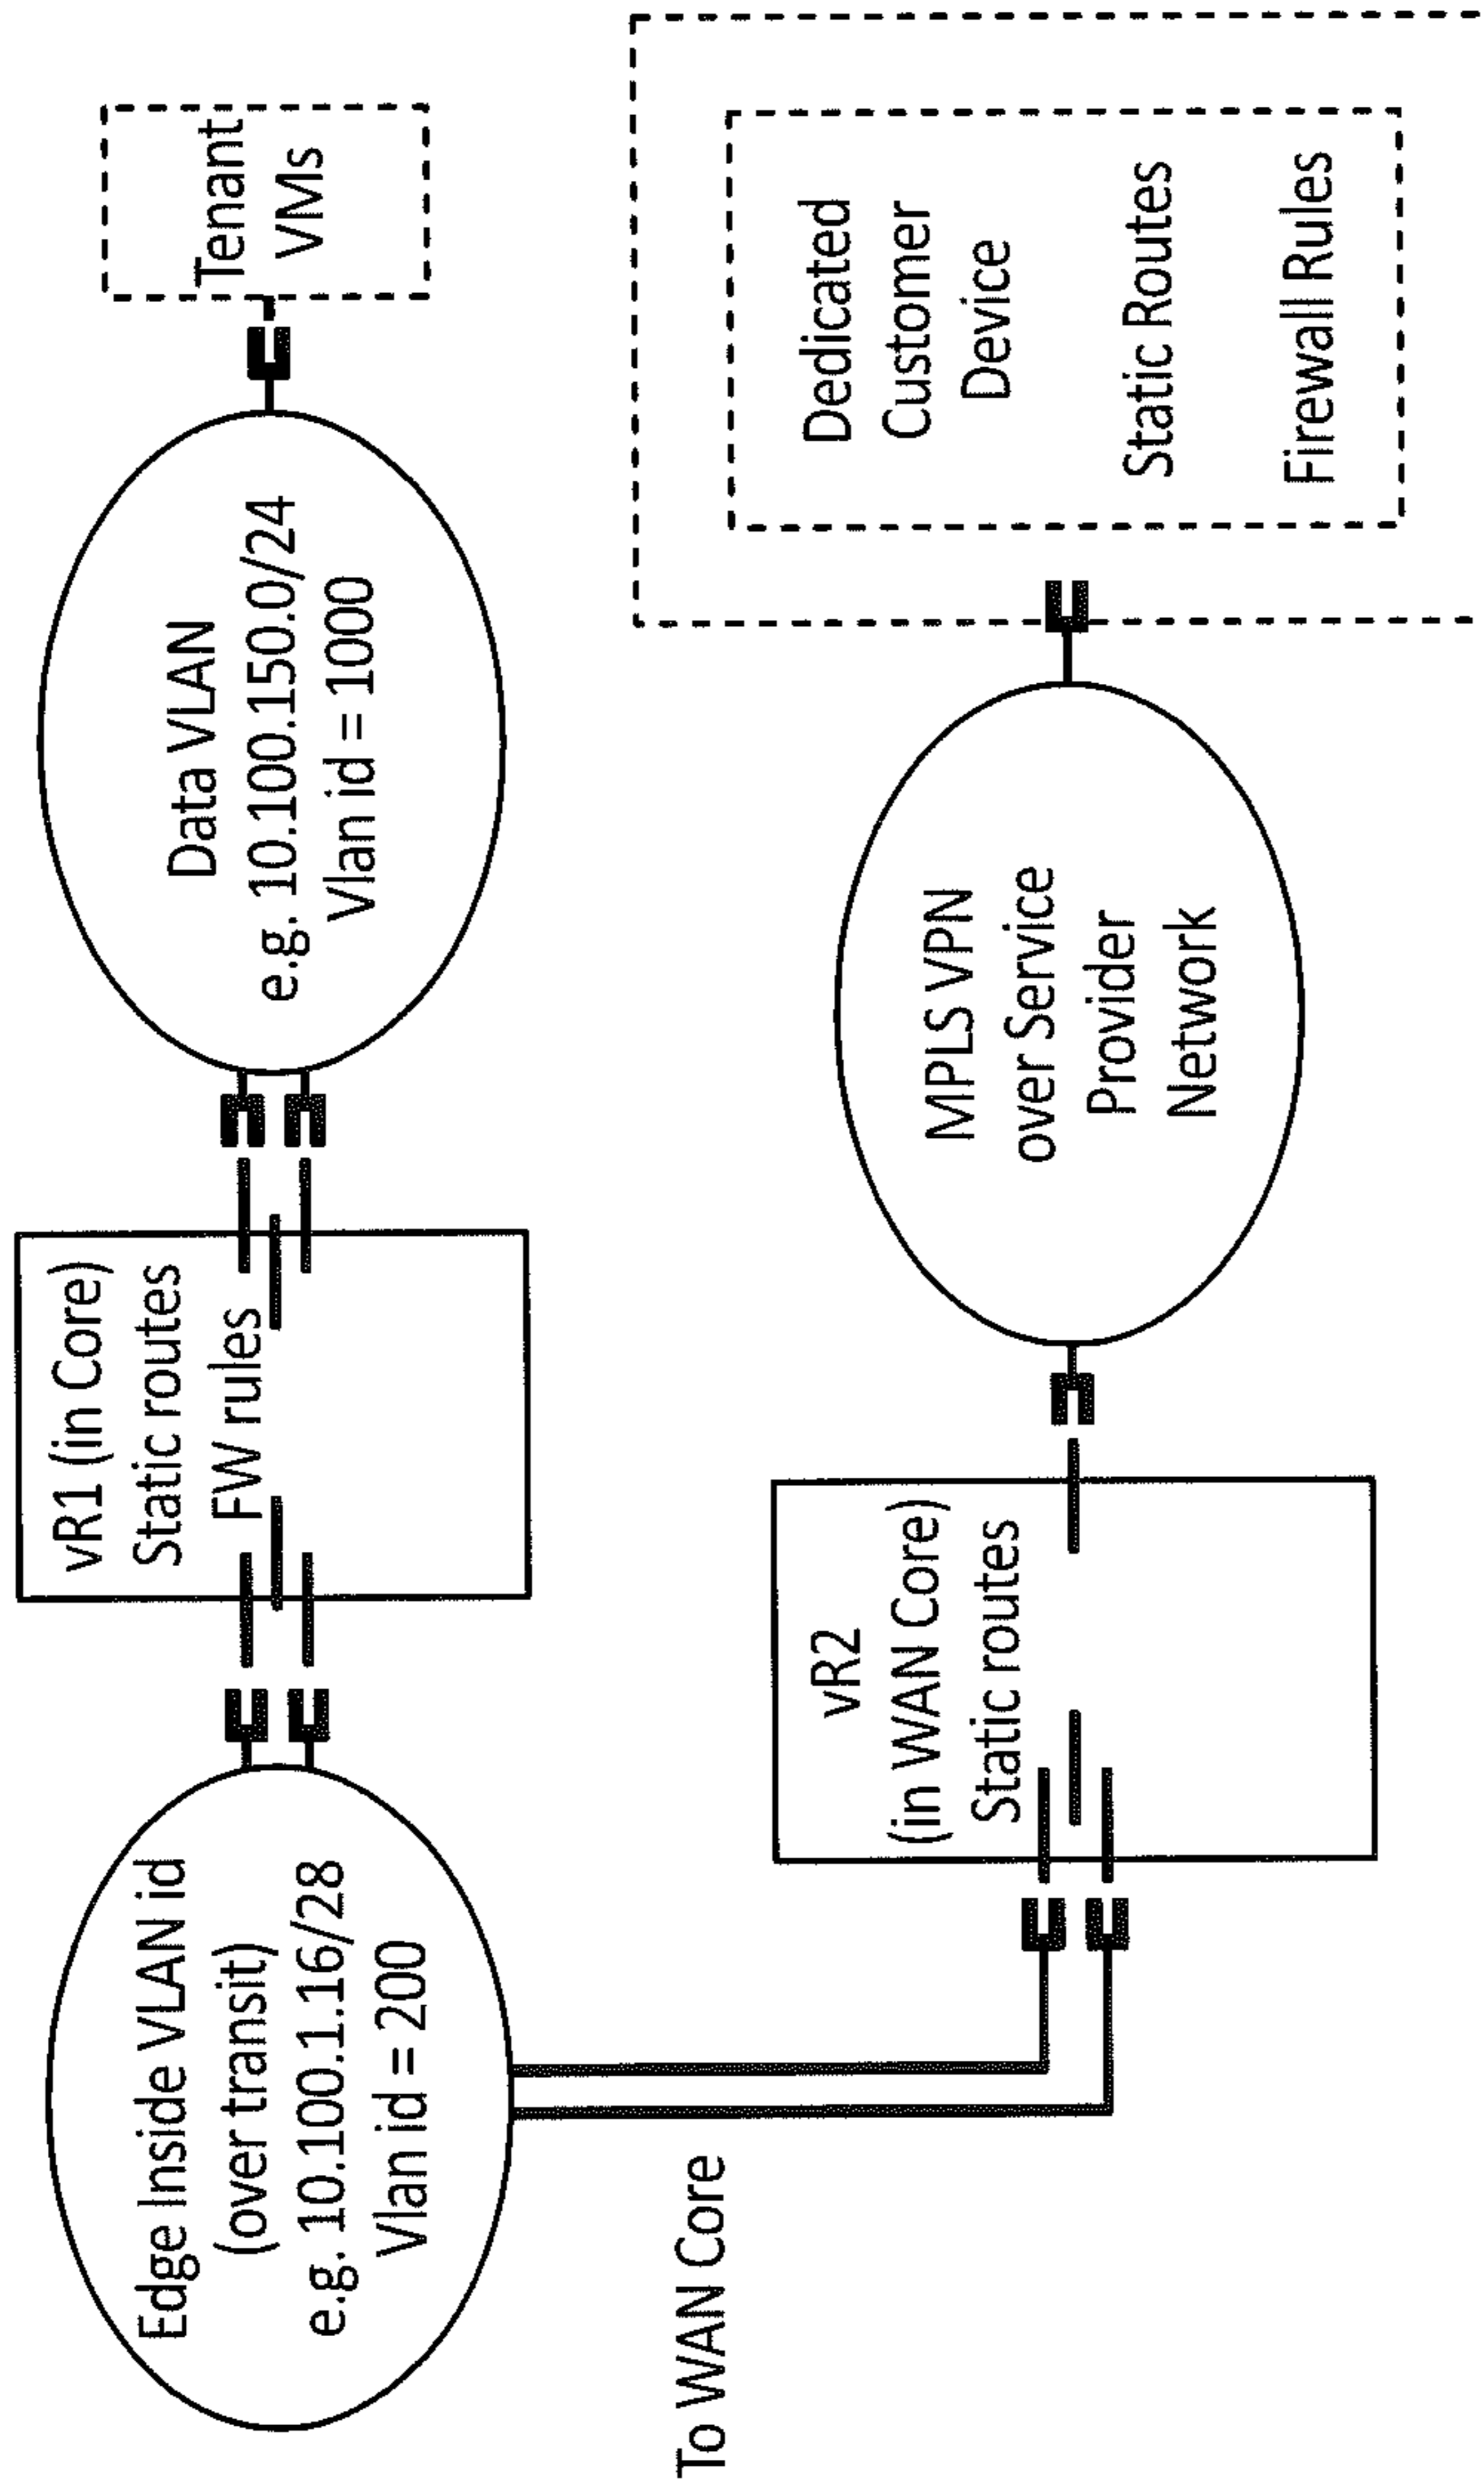 Edge Inside VLAN id
(over transit)
e.g. 10.100.1.16/28
Vlan id = 200
vR1 (in Core)
Static routes
FW rules
Data VLAN
e.g. 10.100.150.0/24
Vlan id = 1000
Tenant
VMs
To WAN Core
vR2
(in WAN Core)
Static routes
MPLS VPN
over Service
Provider
Network
Dedicated
Customer
Device
Static Routes
Firewall Rules